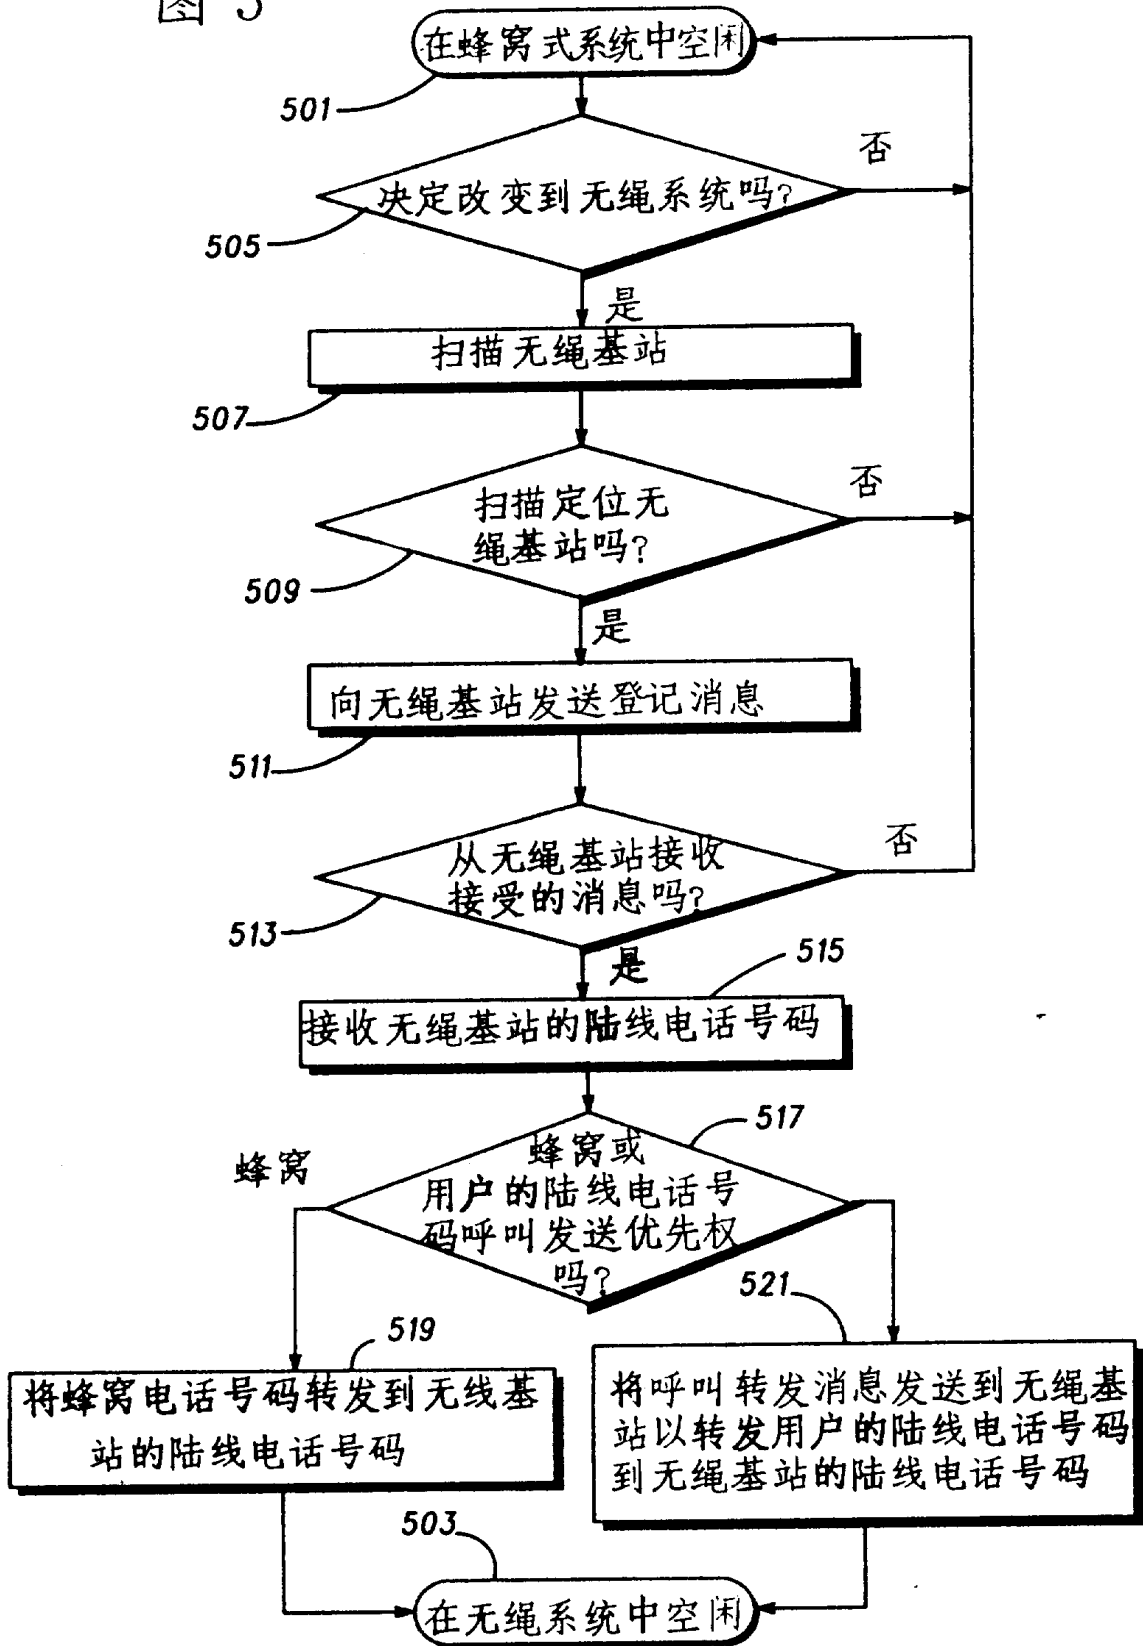 图 5
在蜂窝式系统中空闲
501
否
决定改变到无绳系统吗?
505
是
扫描无绳基站
507
否
扫描定位无
绳基站吗?
509
是
向无绳基站发送登记消息
511
否
从无绳基站接收
接受的消息吗?
513
是
515
接收无绳基站的陆线电话号码
517
蜂窝
蜂窝或
用户的陆线电话号
码呼叫发送优先权
吗?
521
519
将蜂窝电话号码转发到无线基
站的陆线电话号码
将呼叫转发消息发送到无绳基
站以转发用户的陆线电话号码
到无绳基站的陆线电话号码
503
在无绳系统中空闲